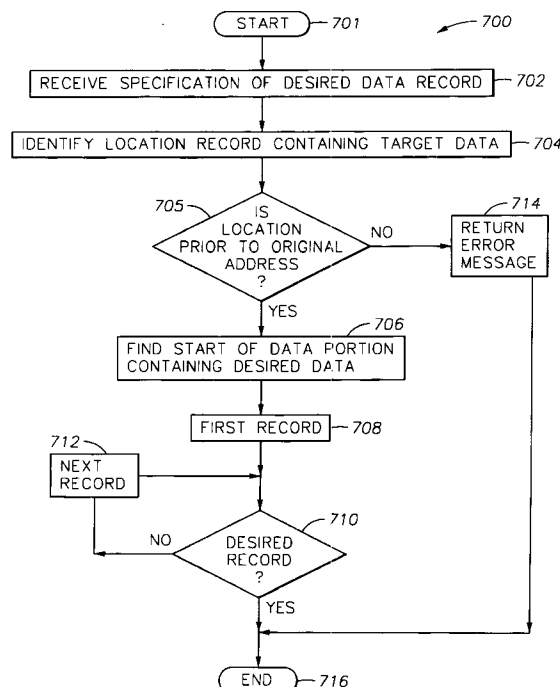 START
701
700
RECEIVE SPECIFICATION OF DESIRED DATA RECORD
702
IDENTIFY LOCATION RECORD CONTAINING TARGET DATA
704
705
IS
LOCATION
PRIOR TO ORIGINAL
ADDRESS
?
NO
714
RETURN
ERROR
MESSAGE
YES
706
FIND START OF DATA PORTION
CONTAINING DESIRED DATA
FIRST RECORD
708
712
NEXT
RECORD
710
NO
DESIRED
RECORD
?
YES
END
716